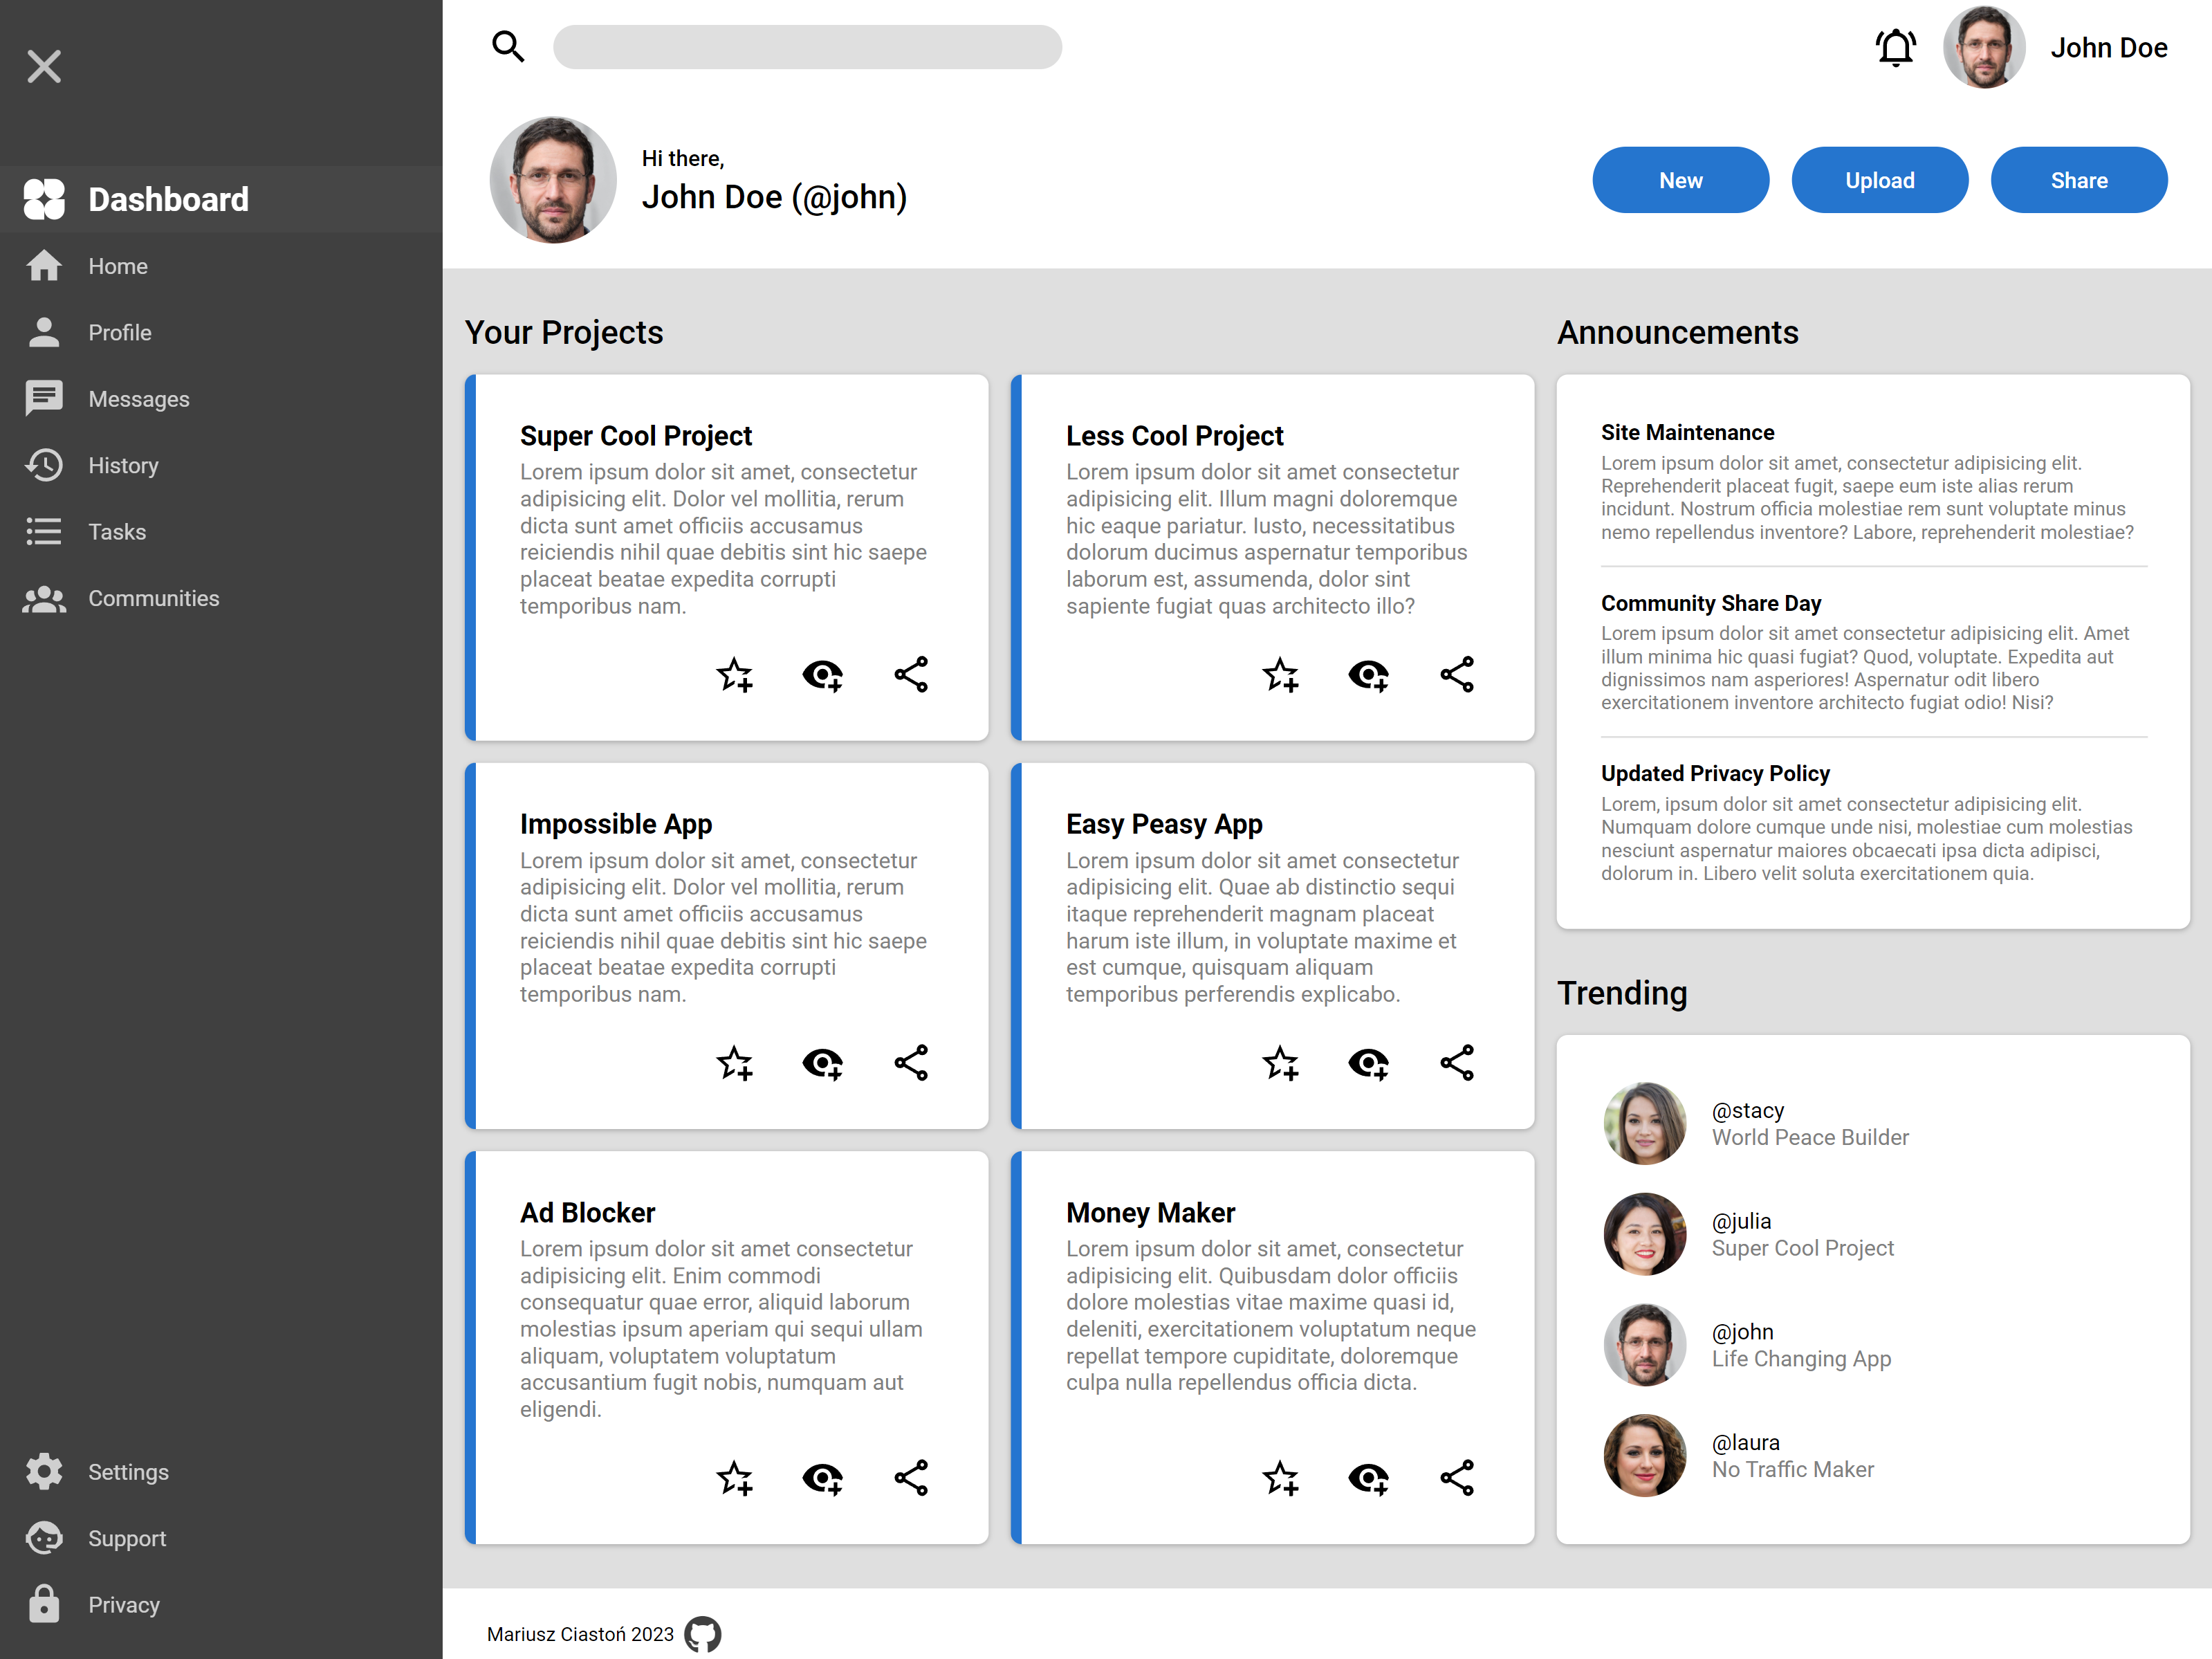 John Doe
Hi there,
John Doe (@john)
New
Upload
Share
Dashboard
Home
Profile
Messages
History
Tasks
Communities
Settings
Support
Privacy
Your Projects
Super Cool Project
Lorem ipsum dolor sit amet, consectetur
adipisicing elit. Dolor vel mollitia, rerum
dicta sunt amet officiis accusamus
reiciendis nihil quae debitis sint hic saepe
placeat beatae expedita corrupti
temporibus nam.
Less Cool Project
Lorem ipsum dolor sit amet consectetur
adipisicing elit. Illum magni doloremque
hic eaque pariatur. Iusto, necessitatibus
dolorum ducimus aspernatur temporibus
laborum est, assumenda, dolor sint
sapiente fugiat quas architecto illo?
Impossible App
Lorem ipsum dolor sit amet, consectetur
adipisicing elit. Dolor vel mollitia, rerum
dicta sunt amet officiis accusamus
reiciendis nihil quae debitis sint hic saepe
placeat beatae expedita corrupti
temporibus nam.
Easy Peasy App
Lorem ipsum dolor sit amet consectetur
adipisicing elit. Quae ab distinctio sequi
itaque reprehenderit magnam placeat
harum iste illum, in voluptate maxime et
est cumque, quisquam aliquam
temporibus perferendis explicabo.
Ad Blocker
Lorem ipsum dolor sit amet consectetur
adipisicing elit. Enim commodi
consequatur quae error, aliquid laborum
molestias ipsum aperiam qui sequi ullam
aliquam, voluptatem voluptatum
accusantium fugit nobis, numquam aut
eligendi.
Money Maker
Lorem ipsum dolor sit amet, consectetur
adipisicing elit. Quibusdam dolor officiis
dolore molestias vitae maxime quasi id,
deleniti, exercitationem voluptatum neque
repellat tempore cupiditate, doloremque
culpa nulla repellendus officia dicta.
Announcements
Site Maintenance
Lorem ipsum dolor sit amet, consectetur adipisicing elit.
Reprehenderit placeat fugit, saepe eum iste alias rerum
incidunt. Nostrum officia molestiae rem sunt voluptate minus
nemo repellendus inventore? Labore, reprehenderit molestiae?
Community Share Day
Lorem ipsum dolor sit amet consectetur adipisicing elit. Amet
illum minima hic quasi fugiat? Quod, voluptate. Expedita aut
dignissimos nam asperiores! Aspernatur odit libero
exercitationem inventore architecto fugiat odio! Nisi?
Updated Privacy Policy
Lorem, ipsum dolor sit amet consectetur adipisicing elit.
Numquam dolore cumque unde nisi, molestiae cum molestias
nesciunt aspernatur maiores obcaecati ipsa dicta adipisci,
dolorum in. Libero velit soluta exercitationem quia.
Trending
@stacy
World Peace Builder
@julia
Super Cool Project
@john
Life Changing App
@laura
No Traffic Maker
Mariusz Ciastoń 2023